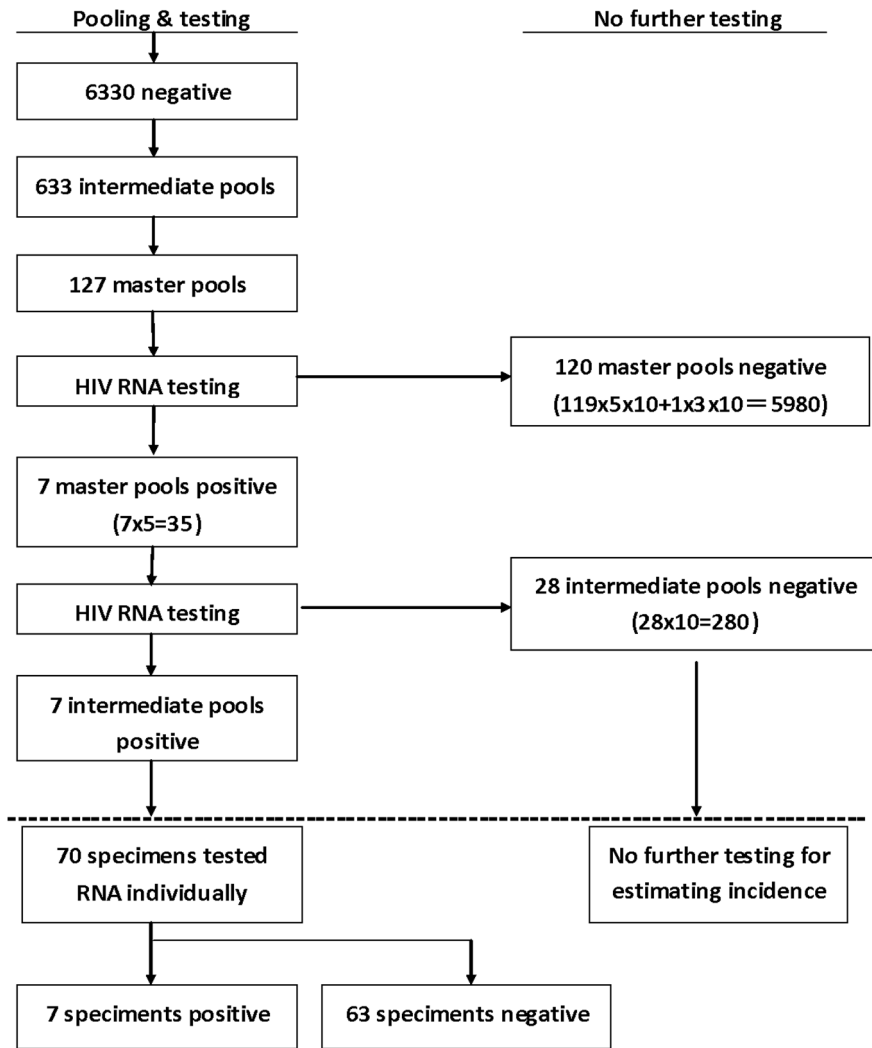 Pooling & testing
No further testing
6330 negative
633 intermediate pools
127 master pools
HIV RNA testing
120 master pools negative
(119x5x10+1x3x10＝5980)
7 master pools positive
(7x5=35)
HIV RNA testing
28 intermediate pools negative
(28x10=280)
7 intermediate pools
positive
70 specimens tested
RNA individually
No further testing for
estimating incidence
7 speciments positive
63 speciments negative